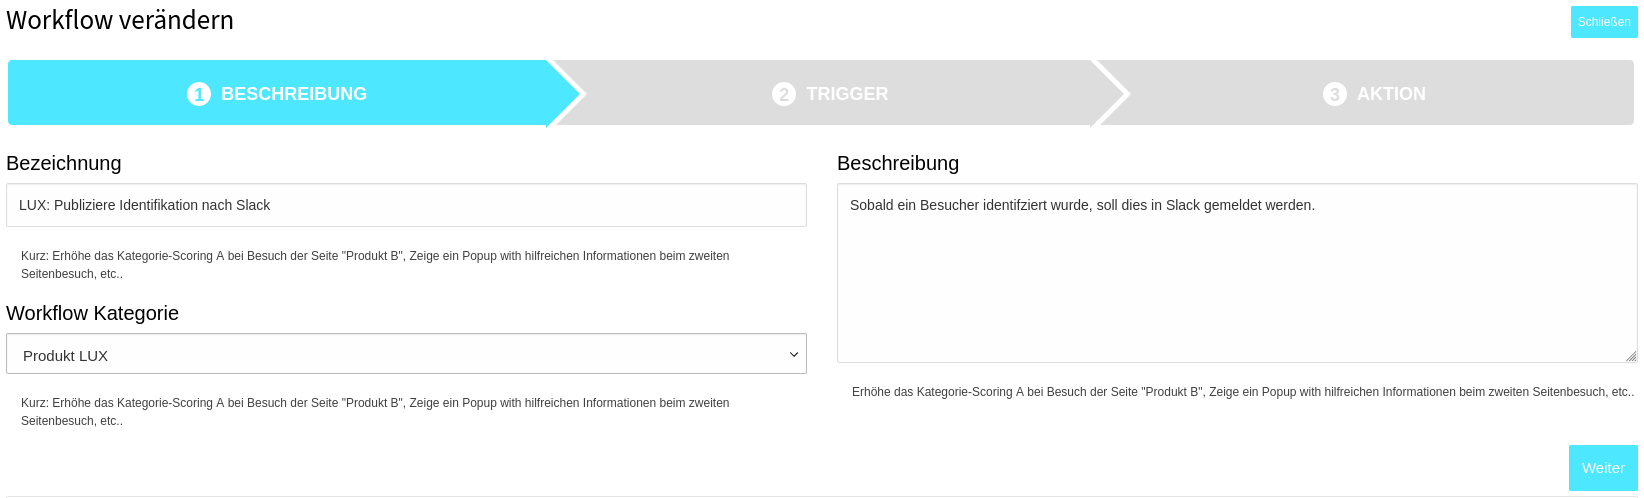 Workflow verändern
Schließen
1 BESCHREIBUNG
2 TRIGGER
3 AKTION
Bezeichnung
LUX: Publiziere Identifikation nach Slack
Kurz: Erhöhe das Kategorie-Scoring A bei Besuch der Seite "Produkt B", Zeige ein Popup with hilfreichen Informationen beim zweiten
Seitenbesuch, etc..
Workflow Kategorie
Produkt LUX
Kurz: Erhöhe das Kategorie-Scoring A bei Besuch der Seite "Produkt B", Zeige ein Popup with hilfreichen Informationen beim zweiten
Seitenbesuch, etc..
Beschreibung
Sobald ein Besucher identifziert wurde, soll dies in Slack gemeldet werden.
Erhöhe das Kategorie-Scoring A bei Besuch der Seite "Produkt B", Zeige ein Popup with hilfreichen Informationen beim zweiten Seitenbesuch, etc..
Weiter